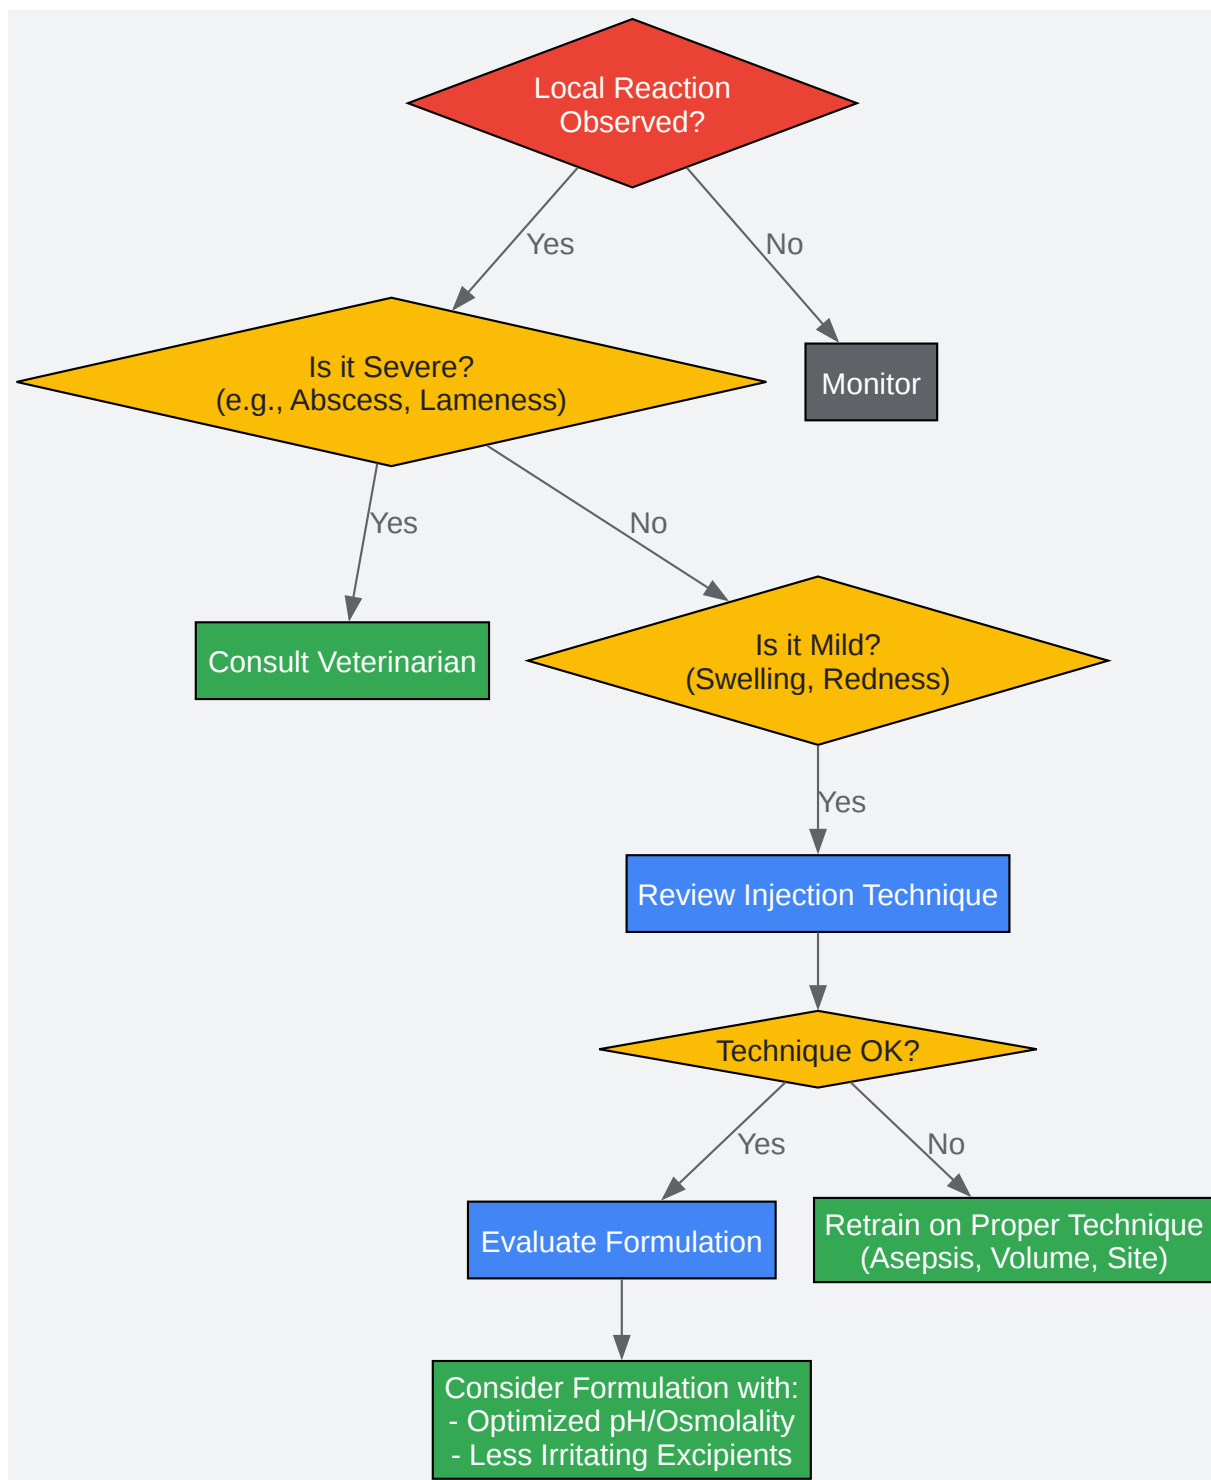 Local Reaction
Observed?
Yes
No
Is it Severe?
(e.g., Abscess, Lameness)
Monitor
Yes
No
Consult Veterinarian
Is it Mild?
(Swelling, Redness)
Yes
Review Injection Technique
Technique OK?
Yes
No
Evaluate Formulation
Retrain on Proper Technique
(Asepsis, Volume, Site)
Consider Formulation with:
- Optimized pH/Osmolality
- Less Irritating Excipients